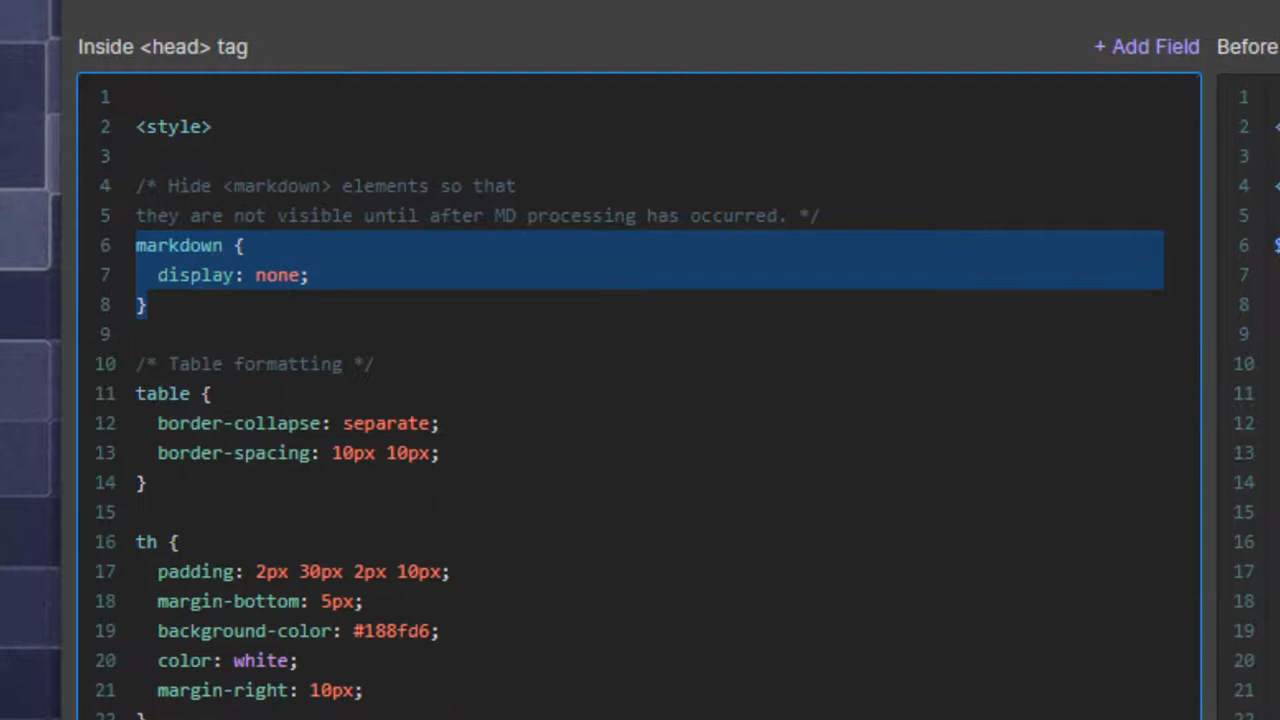 Inside <head> tag
+ Add Field
Before
1
2 <style>
3
4 /* Hide <markdown> elements so that
5 they are not visible until after MD processing has occurred. */
6 markdown {
7 display: none;
8 }
9
10 /* Table formatting */
11 table {
12 border-collapse: separate;
13 border-spacing: 10px 10px;
14 }
15
16 th {
17 padding: 2px 30px 2px 10px;
18 margin-bottom: 5px;
19 background-color: #188fd6;
20 color: white;
21 margin-right: 10px;
22 }
1
2 <
3
4 <
5
6 $
7
8
9
10
11
12
13
14
15
16
17
18
19
20
21
22